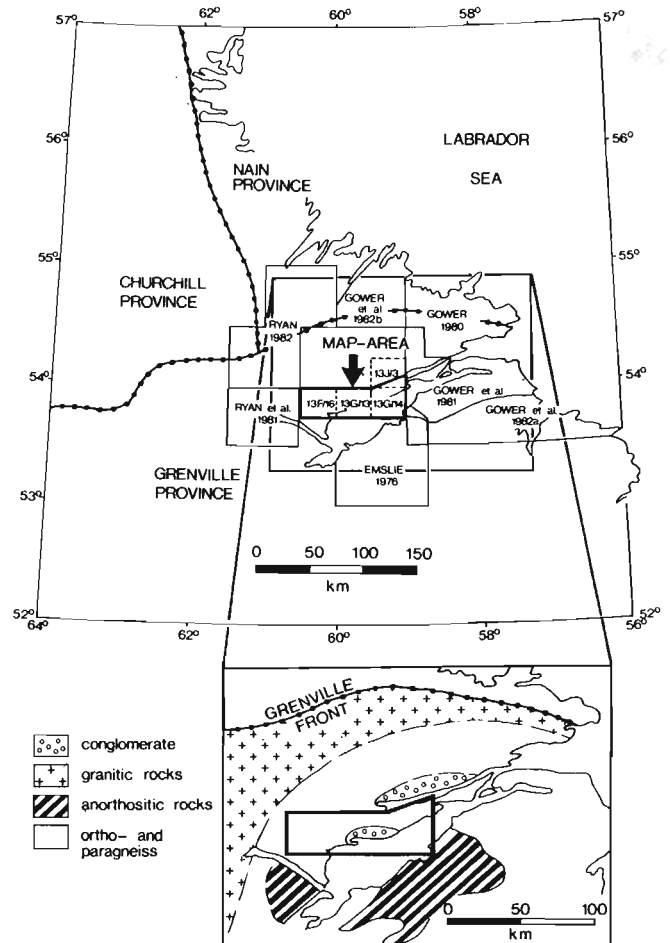 57° 62° 60° 58°
56° 56°
LABRADOR
SEA
NAIN
PROVINCE
55° 55°
CHURCHILL
PROVINCE
GOWER
et al
1982b
GOWER
1980
RYAN
1982
MAP-AREA
54° 54°
13J/3
RYAN et al.
1981
13F/16 13G/13 13G/14
GOWER et al
1981
GOWER et al.
1982a
EMSLIE
1976
GRENVILLE
PROVINCE
53° 53°
0 50 100 150
km
52° 52°
64° 62° 60° 58° 56°
GRENVILLE
FRONT
conglomerate
granitic rocks
anorthositic rocks
ortho- and
paragneiss
0 50 100
km